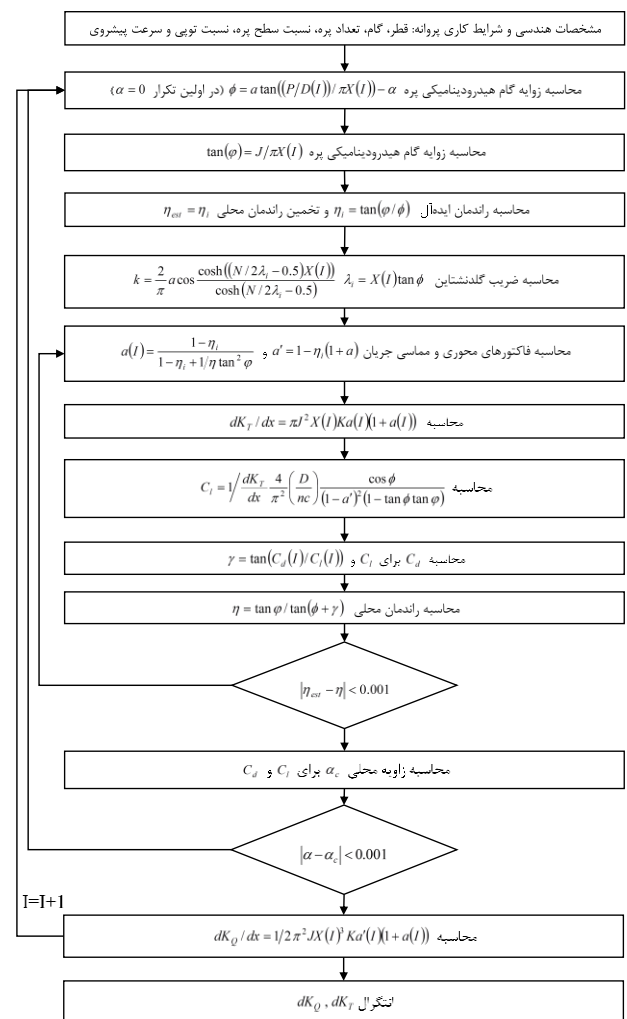 مشخصات هندسی و شرایط کاری پروانه: قطر، گام، تعداد پره، نسبت سطح پره، نسبت توپی و سرعت پیشروی
محاسبه زوایه گام هیدرودینامیکی پره ϕ = a tan((P/D(I))/πX(I)) − α (در اولین تکرار α = 0)
محاسبه زوایه گام هیدرودینامیکی پره tan(φ) = J/πX(I)
محاسبه راندمان ایده‌آل η_i = tan(φ/ϕ) و تخمین راندمان محلی η_est = η_i
محاسبه ضریب گلدنشتاین λ_i = X(I)tan ϕ k = 2/π a cos cosh((N/2λ_i − 0.5)X(I))/cosh(N/2λ_i − 0.5)
محاسبه فاکتورهای محوری و مماسی جریان a′ = 1 − η_i(1 + a) و a(I) = (1 − η_i)/(1 − η_i + 1/η tan² φ)
محاسبه dK_T/dx = πJ²X(I)Ka(I)(1 + a(I))
محاسبه C_l = 1/ dK_T/dx 4/π² (D/nc) cos ϕ/((1 − a′)²(1 − tan ϕ tan φ))
محاسبه C_d برای C_l و γ = tan(C_d(I)/C_l(I))
محاسبه راندمان محلی η = tan φ/tan(ϕ + γ)
|η_est − η| < 0.001
محاسبه زاویه محلی α_c برای C_l و C_d
|α − α_c| < 0.001
I=I+1
محاسبه dK_Q/dx = 1/2 π²JX(I)³Ka′(I)(1 + a(I))
انتگرال dK_Q , dK_T